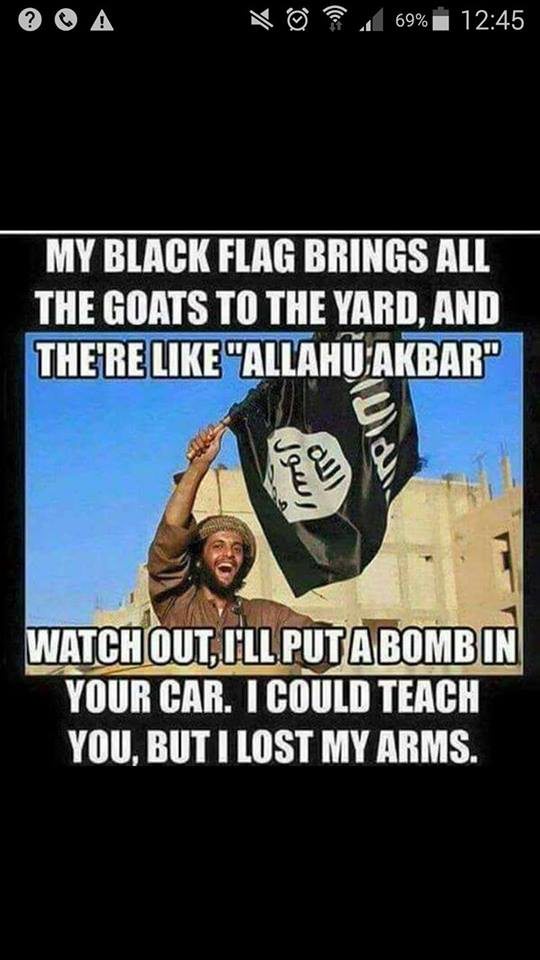 69% 12:45
MY BLACK FLAG BRINGS ALL
THE GOATS TO THE YARD, AND
THE'RE LIKE "ALLAHU AKBAR"
الله
رسول
WATCH OUT, I'LL PUT A BOMB IN
YOUR CAR. I COULD TEACH
YOU, BUT I LOST MY ARMS.